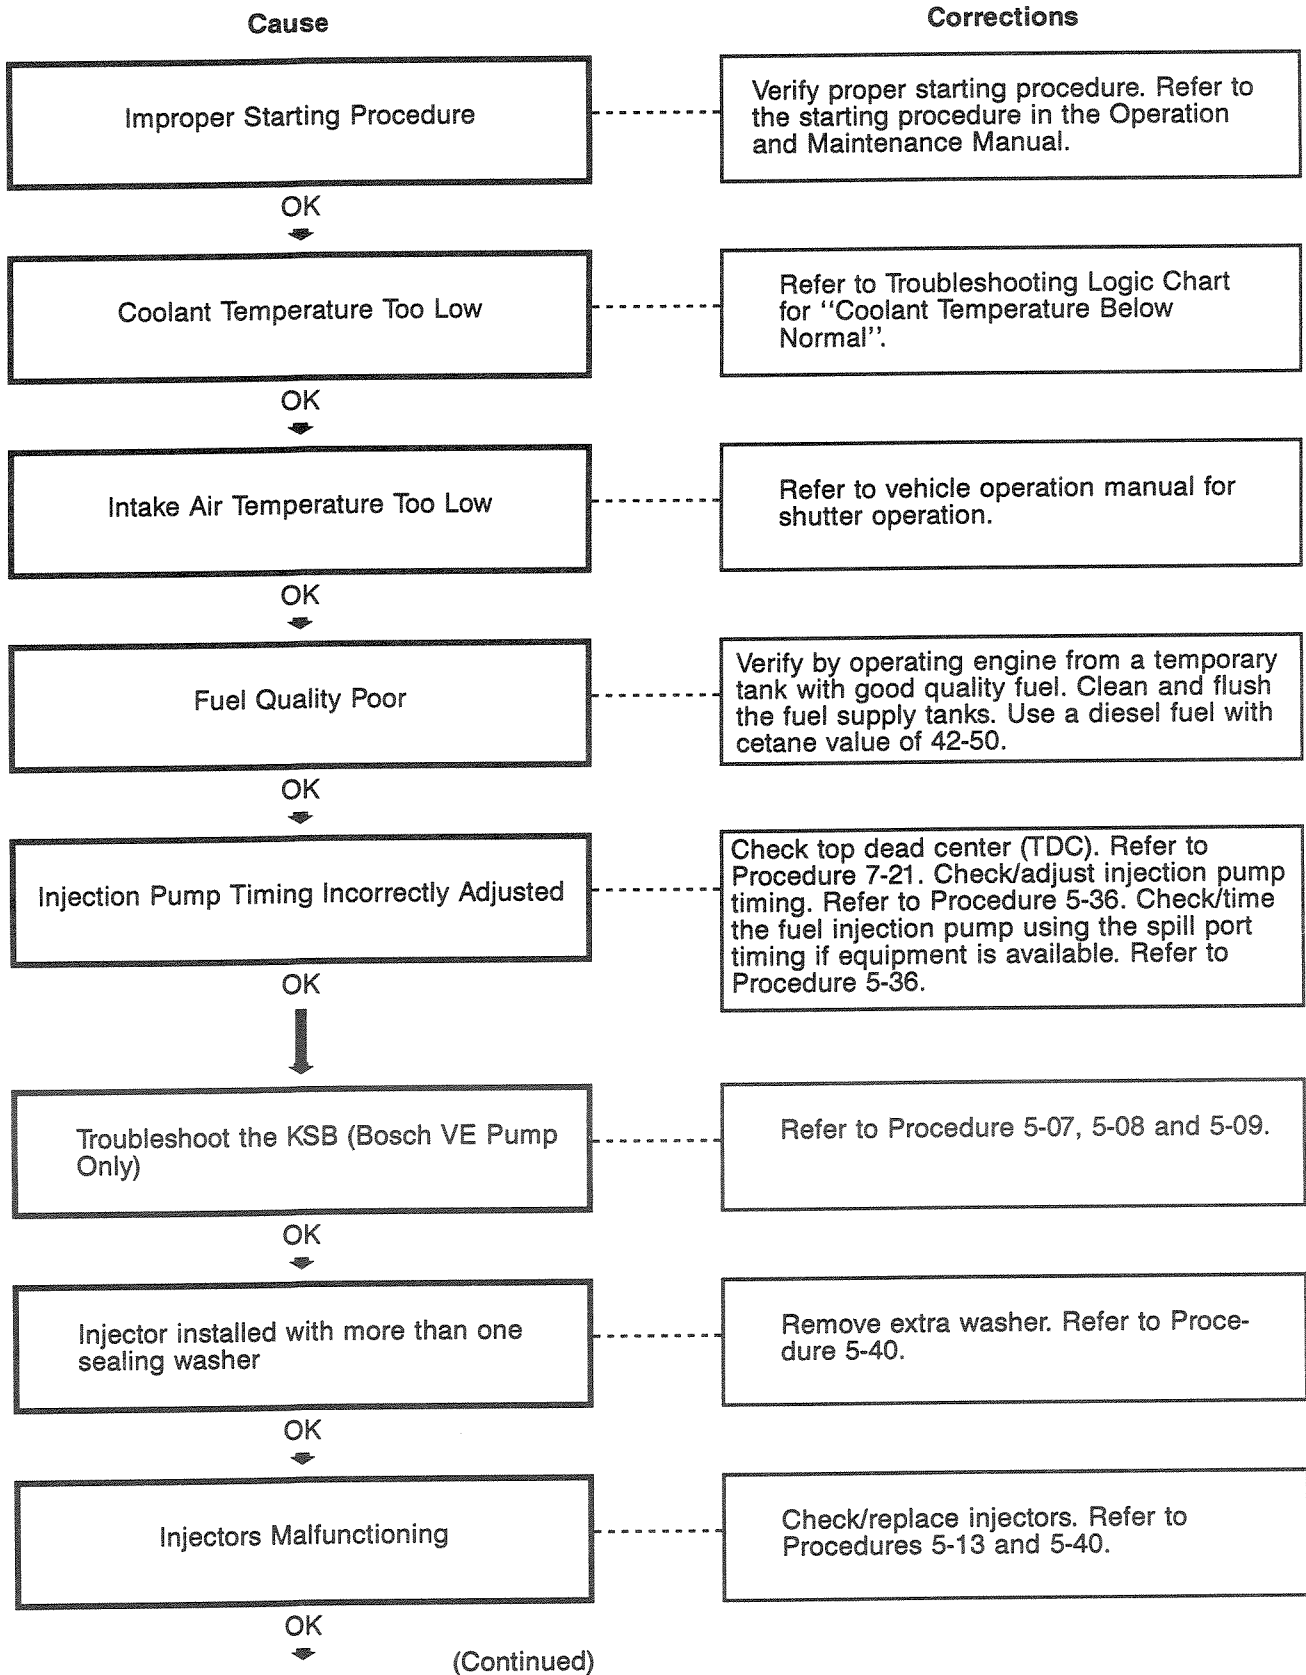 Cause
Corrections
Improper Starting Procedure
Verify proper starting procedure. Refer to
the starting procedure in the Operation
and Maintenance Manual.
OK
Coolant Temperature Too Low
Refer to Troubleshooting Logic Chart
for ‘‘Coolant Temperature Below
Normal’’.
OK
Intake Air Temperature Too Low
Refer to vehicle operation manual for
shutter operation.
OK
Fuel Quality Poor
Verify by operating engine from a temporary
tank with good quality fuel. Clean and flush
the fuel supply tanks. Use a diesel fuel with
cetane value of 42-50.
OK
Injection Pump Timing Incorrectly Adjusted
Check top dead center (TDC). Refer to
Procedure 7-21. Check/adjust injection pump
timing. Refer to Procedure 5-36. Check/time
the fuel injection pump using the spill port
timing if equipment is available. Refer to
Procedure 5-36.
OK
Troubleshoot the KSB (Bosch VE Pump
Only)
Refer to Procedure 5-07, 5-08 and 5-09.
OK
Injector installed with more than one
sealing washer
Remove extra washer. Refer to Proce-
dure 5-40.
OK
Injectors Malfunctioning
Check/replace injectors. Refer to
Procedures 5-13 and 5-40.
OK
(Continued)